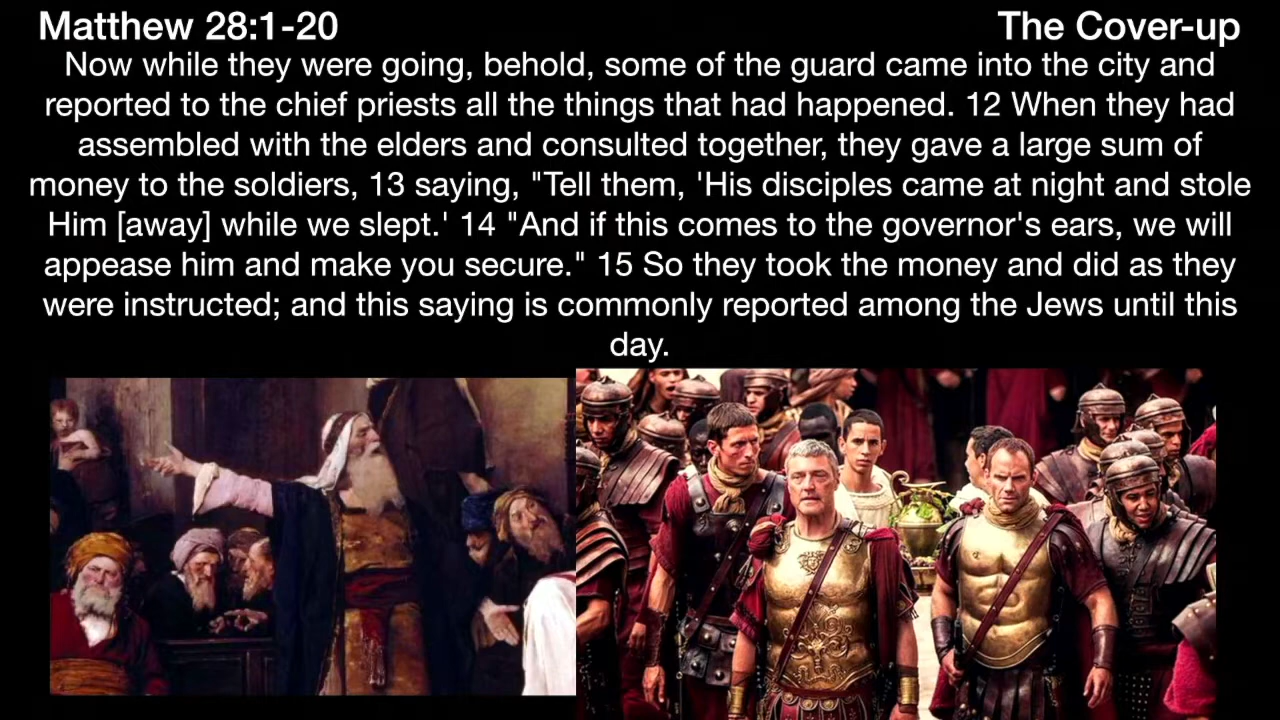 Matthew 28:1-20 The Cover-up
Now while they were going, behold, some of the guard came into the city and
reported to the chief priests all the things that had happened. 12 When they had
assembled with the elders and consulted together, they gave a large sum of
money to the soldiers, 13 saying, "Tell them, 'His disciples came at night and stole
Him [away] while we slept.' 14 "And if this comes to the governor's ears, we will
appease him and make you secure." 15 So they took the money and did as they
were instructed; and this saying is commonly reported among the Jews until this
day.